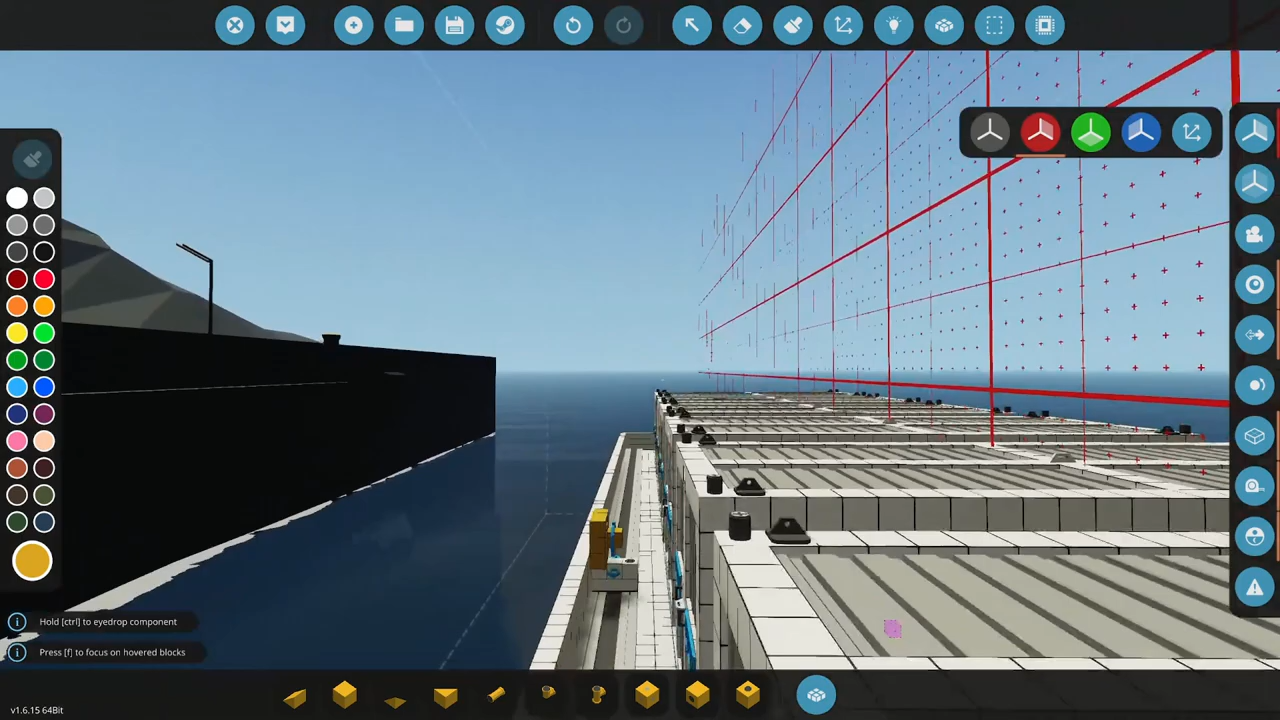 Hold [ctrl] to eyedrop component
Press [f] to focus on hovered blocks
v1.6.15 64Bit